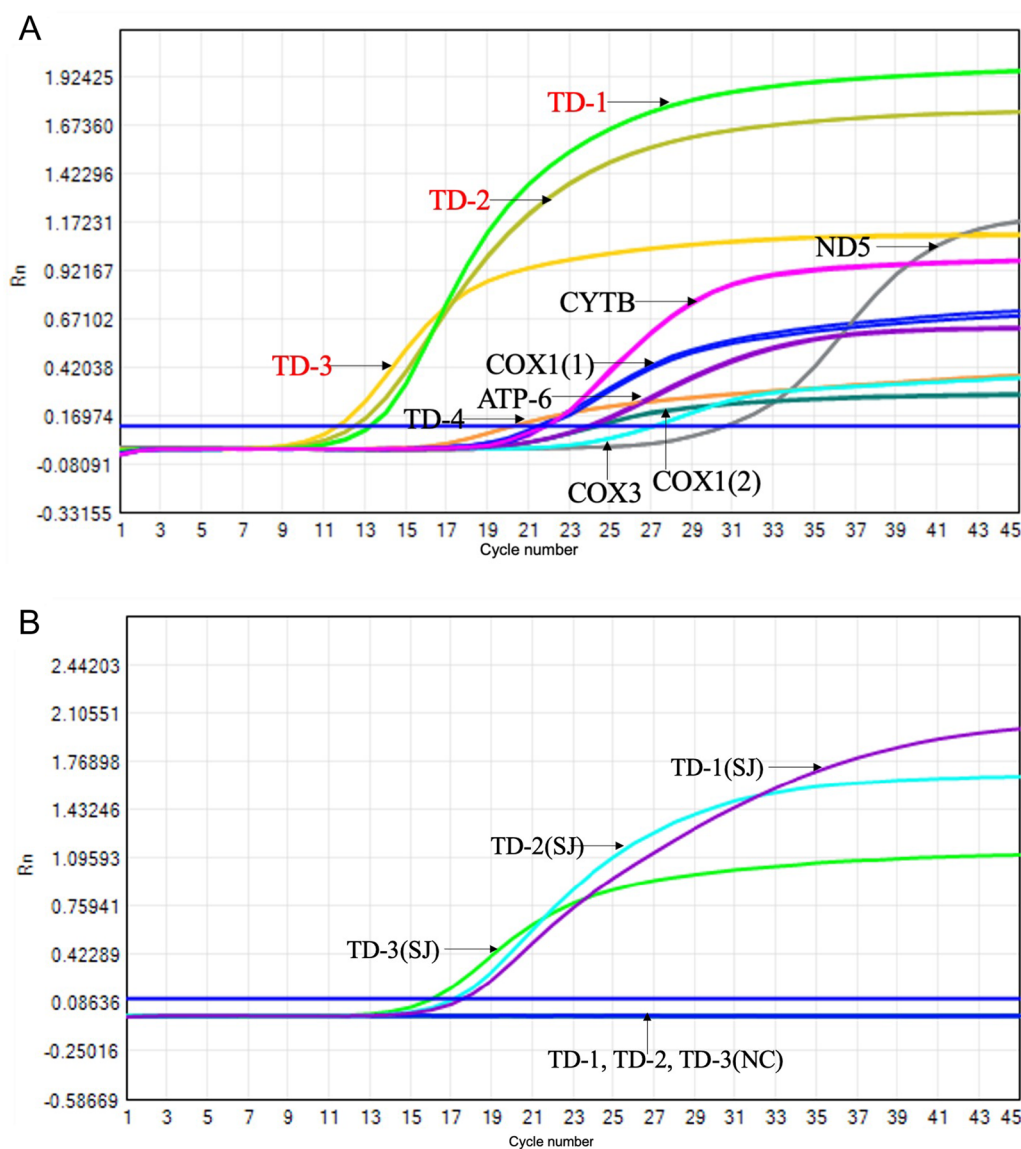 A
1.92425
1.67360
1.42296
1.17231
0.92167
0.67102
0.42038
0.16974
-0.08091
-0.33155
Rn
TD-1
TD-2
TD-3
ND5
CYTB
COX1(1)
ATP-6
TD-4
COX3
COX1(2)
1 3 5 7 9 11 13 15 17 19 21 23 25 27 29 31 33 35 37 39 41 43 45
Cycle number
B
2.44203
2.10551
1.76898
1.43246
1.09593
0.75941
0.42289
0.08636
-0.25016
-0.58669
Rn
TD-1(SJ)
TD-2(SJ)
TD-3(SJ)
TD-1, TD-2, TD-3(NC)
1 3 5 7 9 11 13 15 17 19 21 23 25 27 29 31 33 35 37 39 41 43 45
Cycle number